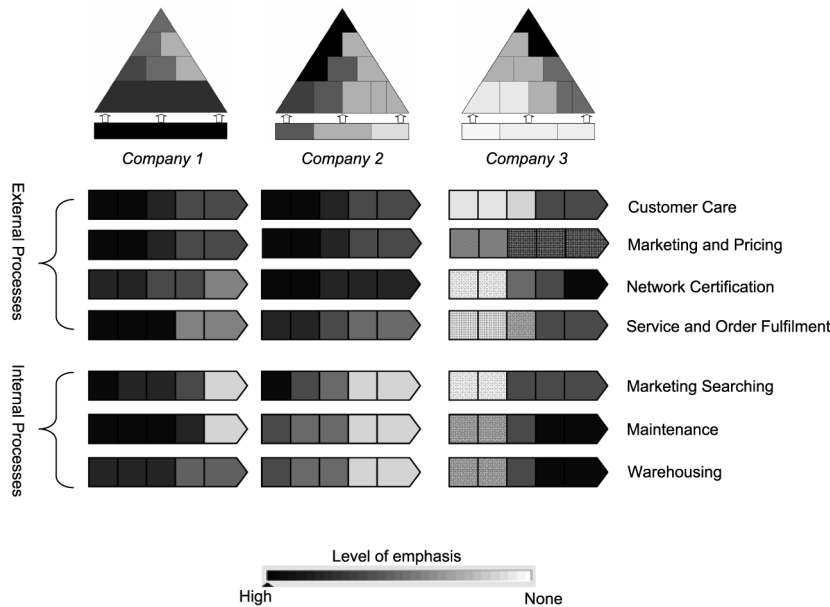 Company 1
Company 2
Company 3
External Processes
Customer Care
Marketing and Pricing
Network Certification
Service and Order Fulfilment
Internal Processes
Marketing Searching
Maintenance
Warehousing
Level of emphasis
High
None